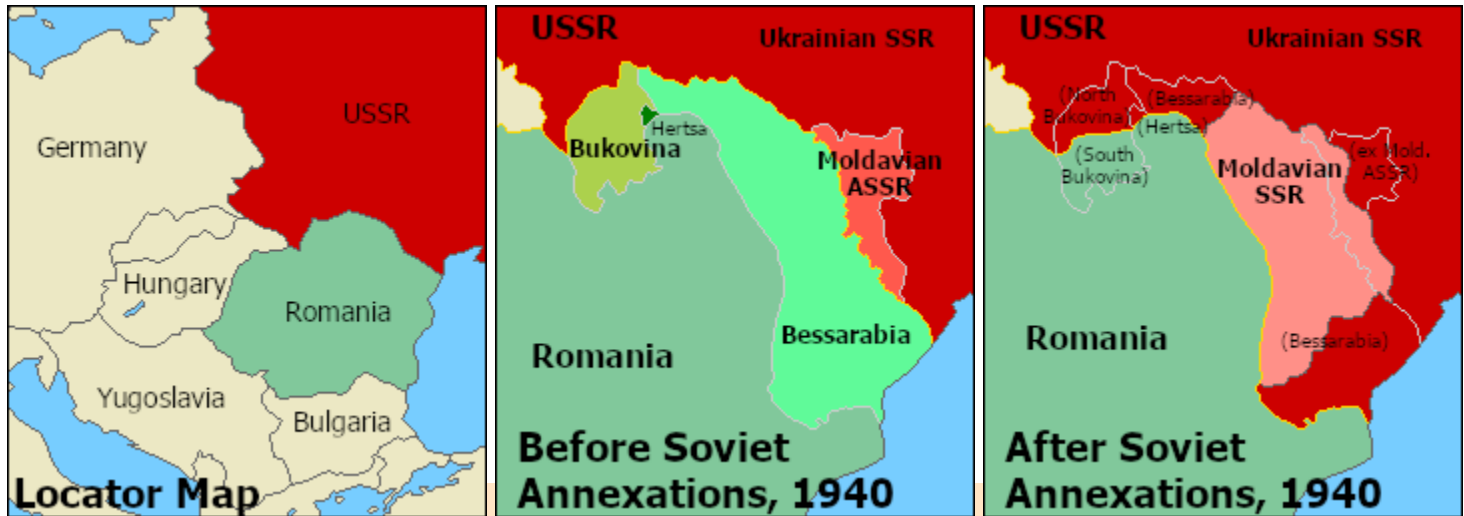 Germany
USSR
Hungary
Romania
Yugoslavia
Bulgaria
Locator Map
USSR
Ukrainian SSR
Hertsa
Bukovina
Moldavian
ASSR
Bessarabia
Romania
Before Soviet
Annexations, 1940
USSR
Ukrainian SSR
(North
Bukovina)
(Bessarabia)
(Hertsa)
(South
Bukovina)
Moldavian
SSR
(ex Mold.
ASSR)
Romania
(Bessarabia)
After Soviet
Annexations, 1940